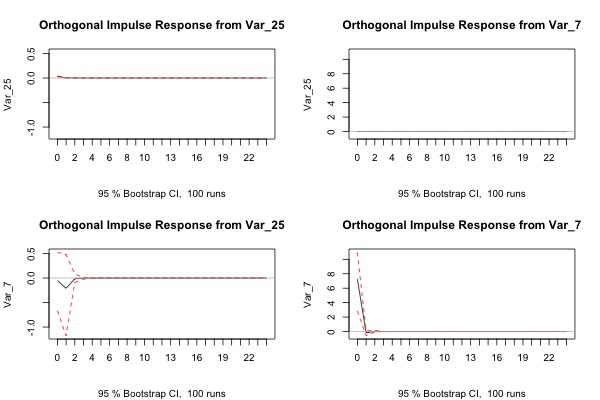 Orthogonal Impulse Response from Var_25
Var_25
0.5
0.0
-1.0
0 2 4 6 8 10 13 16 19 22
95 % Bootstrap CI, 100 runs
Orthogonal Impulse Response from Var_7
Var_25
8
6
4
2
0
0 2 4 6 8 10 13 16 19 22
95 % Bootstrap CI, 100 runs
Orthogonal Impulse Response from Var_25
Var_7
0.5
0.0
-1.0
0 2 4 6 8 10 13 16 19 22
95 % Bootstrap CI, 100 runs
Orthogonal Impulse Response from Var_7
Var_7
8
6
4
2
0
0 2 4 6 8 10 13 16 19 22
95 % Bootstrap CI, 100 runs